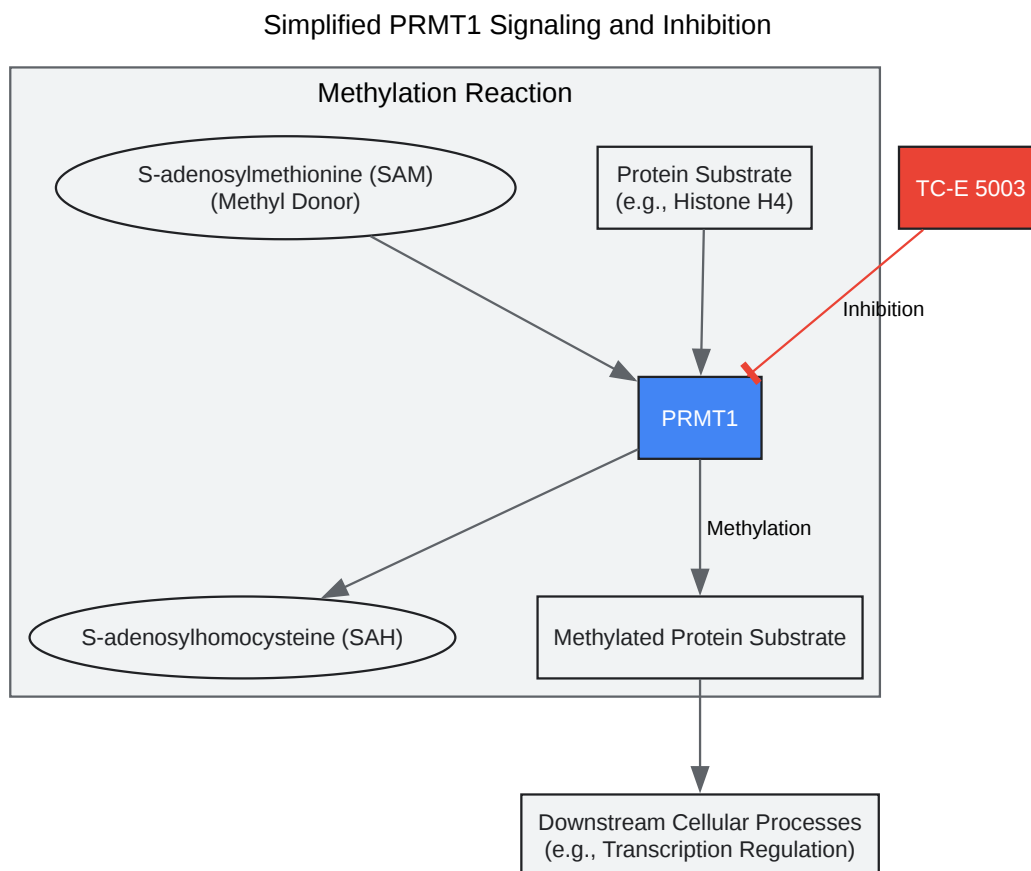 Simplified PRMT1 Signaling and Inhibition
Methylation Reaction
S-adenosylmethionine (SAM)
(Methyl Donor)
Protein Substrate
(e.g., Histone H4)
TC-E 5003
Inhibition
PRMT1
Methylation
S-adenosylhomocysteine (SAH)
Methylated Protein Substrate
Downstream Cellular Processes
(e.g., Transcription Regulation)